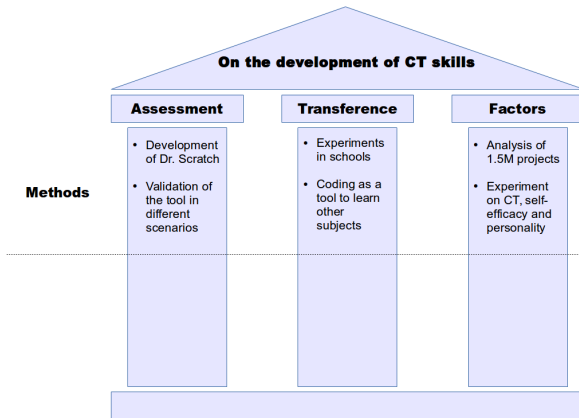 On the development of CT skills
Assessment
Transference
Factors
Methods
• Development
of Dr. Scratch
• Validation of
the tool in
different
scenarios
• Experiments
in schools
• Coding as a
tool to learn
other
subjects
• Analysis of
1.5M projects
• Experiment
on CT, self-
efficacy and
personality